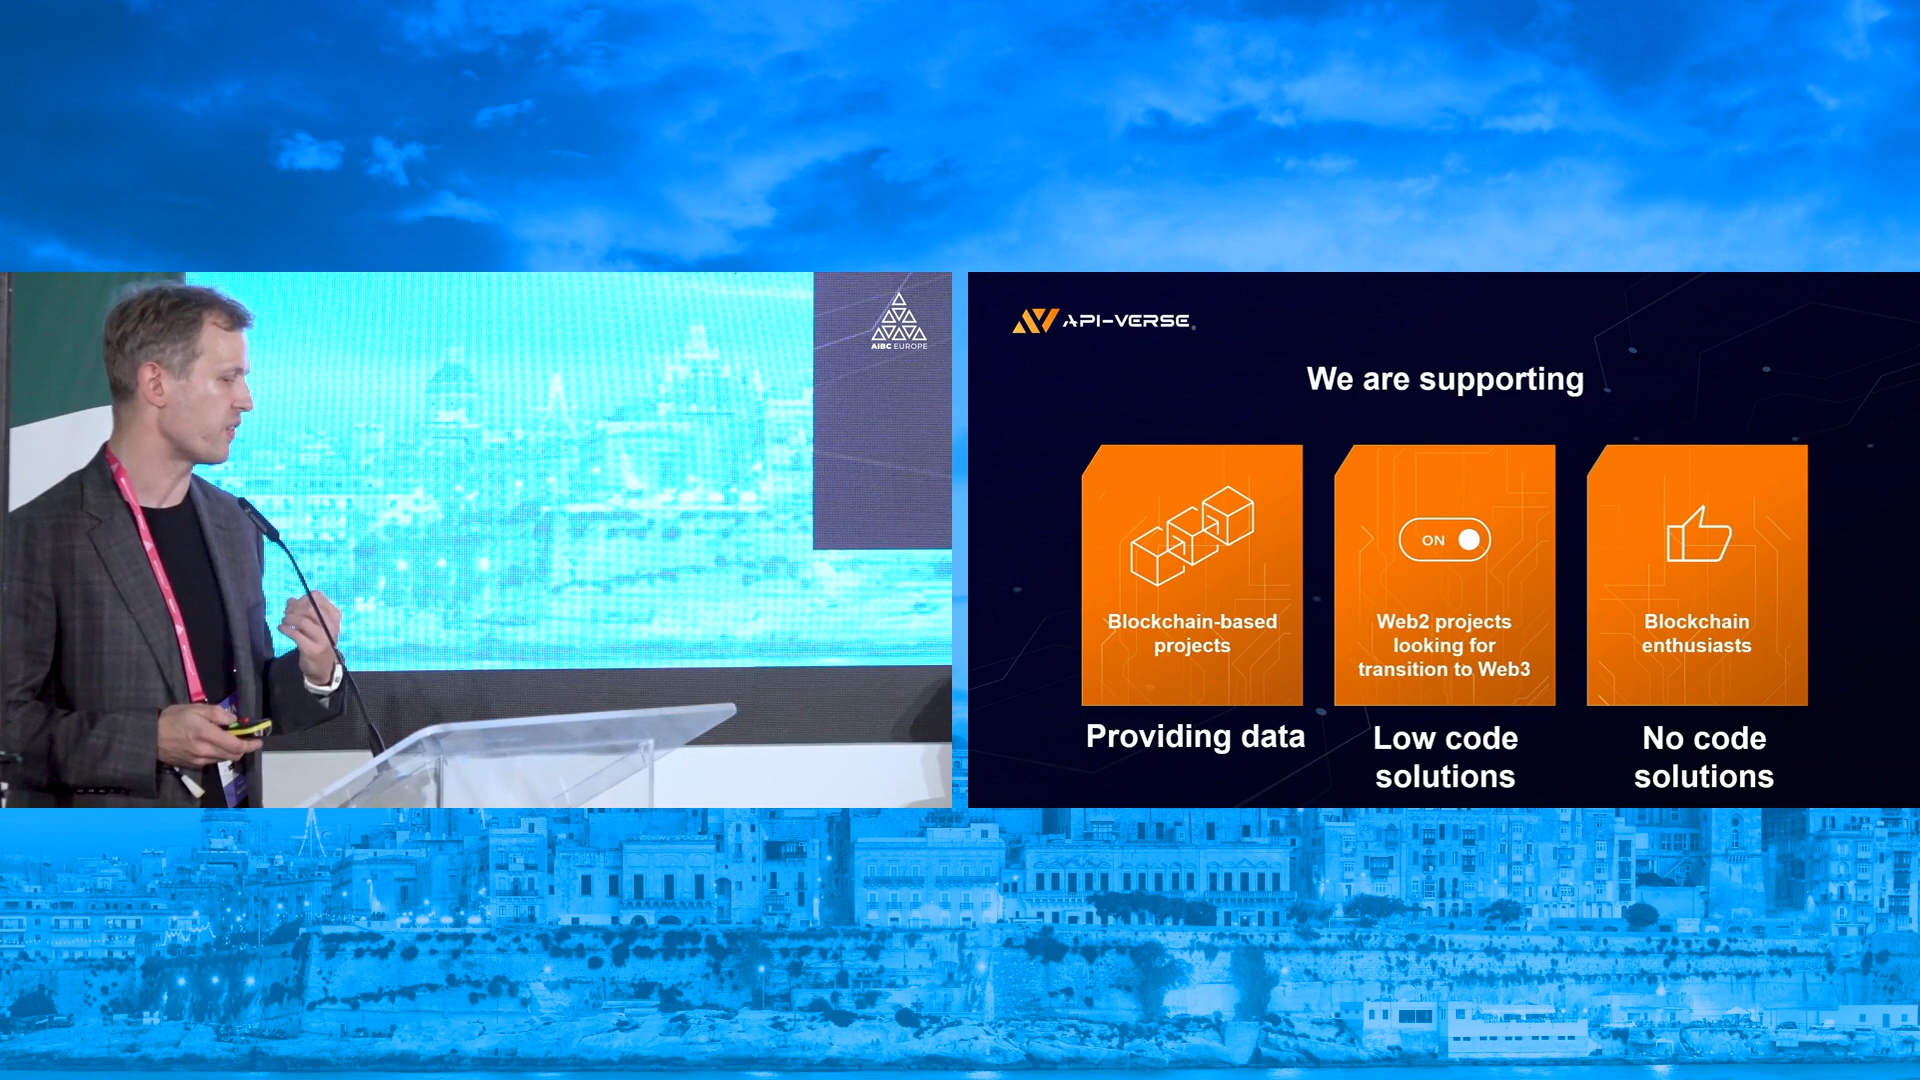 AIBC EUROPE
API-VERSE
We are supporting
ON
Blockchain-based
projects
Web2 projects
looking for
transition to Web3
Blockchain
enthusiasts
Providing data
Low code
solutions
No code
solutions